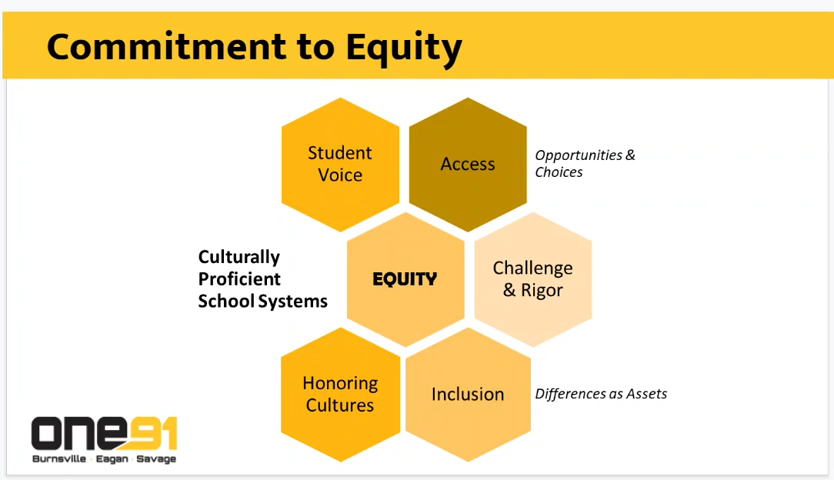 Commitment to Equity
Student
Voice
Access
Opportunities &
Choices
Culturally
Proficient
School Systems
EQUITY
Challenge
& Rigor
Honoring
Cultures
Inclusion
Differences as Assets
one91
Burnsville Eagan Savage